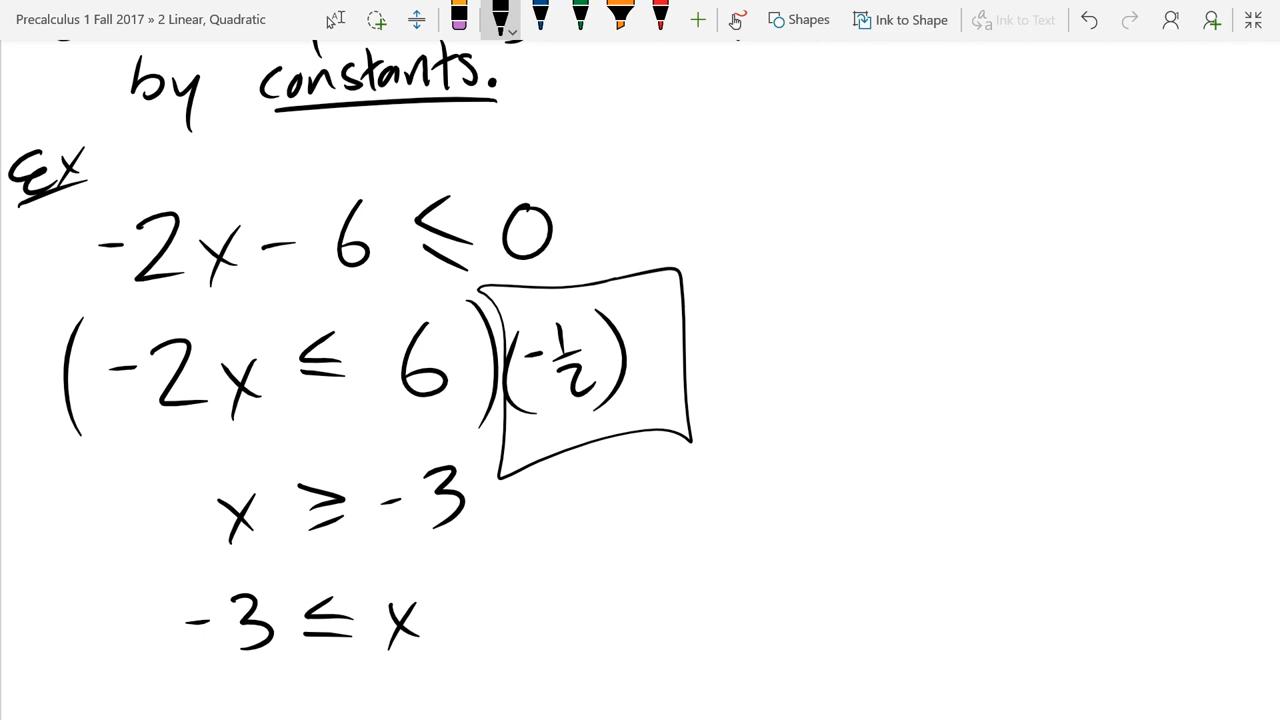 Precalculus 1 Fall 2017 » 2 Linear, Quadratic
Shapes
Ink to Shape
Ink to Text
by constants.
Ex
-2x - 6 ≤ 0
(-2x ≤ 6)(-1/2)
x ≥ -3
-3 ≤ x